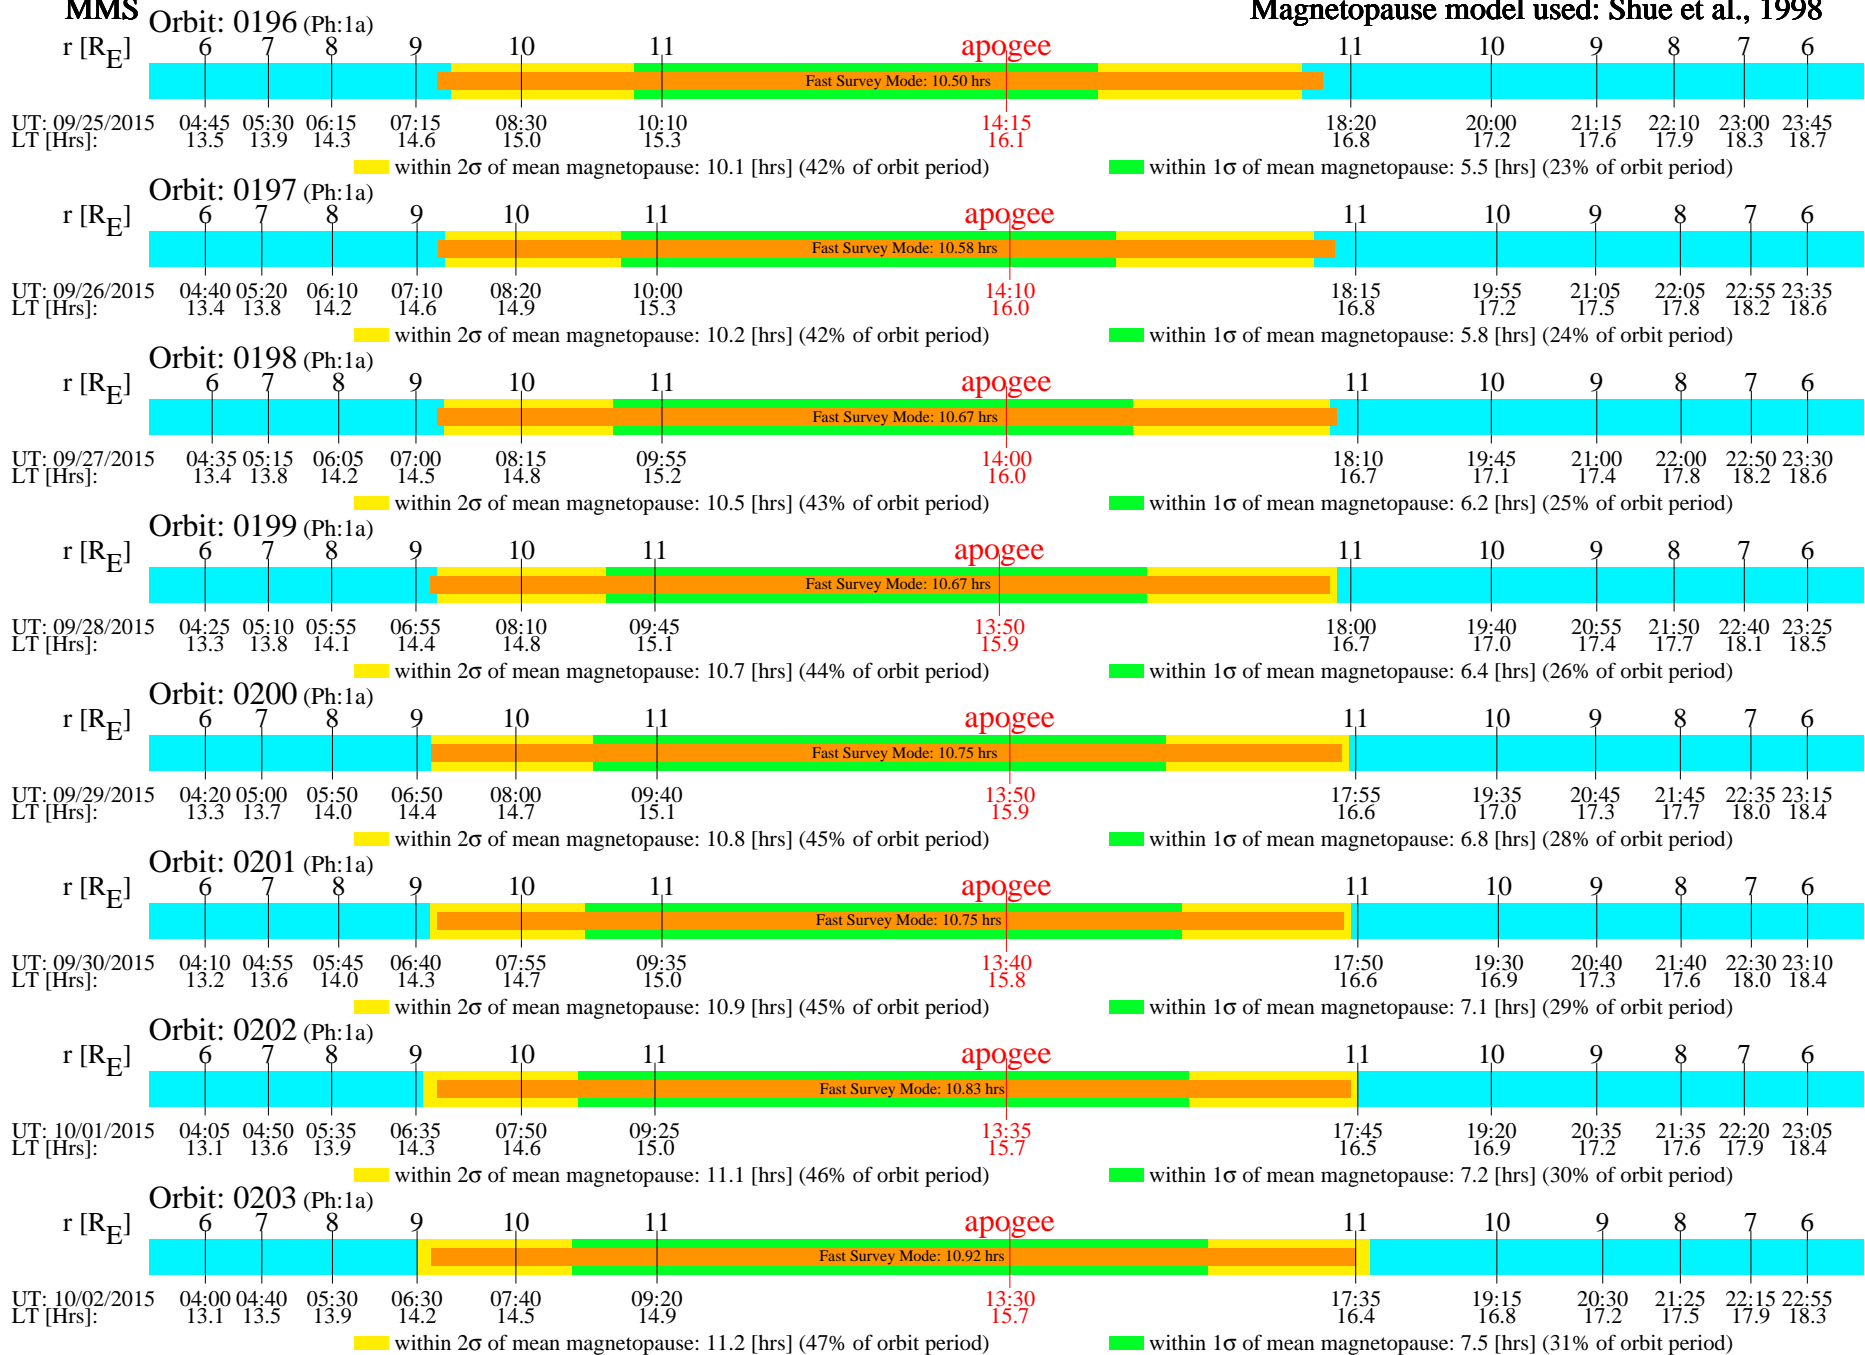 MMS Magnetopause model used: Shue et al., 1998
Orbit: 0196 (Ph:1a)
r [RE] 6 7 8 9 10 11 apogee 11 10 9 8 7 6
Fast Survey Mode: 10.50 hrs
UT: 09/25/2015 04:45 05:30 06:15 07:15 08:30 10:10 14:15 18:20 20:00 21:15 22:10 23:00 23:45
LT [Hrs]: 13.5 13.9 14.3 14.6 15.0 15.3 16.1 16.8 17.2 17.6 17.9 18.3 18.7
within 2σ of mean magnetopause: 10.1 [hrs] (42% of orbit period) within 1σ of mean magnetopause: 5.5 [hrs] (23% of orbit period)
Orbit: 0197 (Ph:1a)
r [RE] 6 7 8 9 10 11 apogee 11 10 9 8 7 6
Fast Survey Mode: 10.58 hrs
UT: 09/26/2015 04:40 05:20 06:10 07:10 08:20 10:00 14:10 18:15 19:55 21:05 22:05 22:55 23:35
LT [Hrs]: 13.4 13.8 14.2 14.6 14.9 15.3 16.0 16.8 17.2 17.5 17.8 18.2 18.6
within 2σ of mean magnetopause: 10.2 [hrs] (42% of orbit period) within 1σ of mean magnetopause: 5.8 [hrs] (24% of orbit period)
Orbit: 0198 (Ph:1a)
r [RE] 6 7 8 9 10 11 apogee 11 10 9 8 7 6
Fast Survey Mode: 10.67 hrs
UT: 09/27/2015 04:35 05:15 06:05 07:00 08:15 09:55 14:00 18:10 19:45 21:00 22:00 22:50 23:30
LT [Hrs]: 13.4 13.8 14.2 14.5 14.8 15.2 16.0 16.7 17.1 17.4 17.8 18.2 18.6
within 2σ of mean magnetopause: 10.5 [hrs] (43% of orbit period) within 1σ of mean magnetopause: 6.2 [hrs] (25% of orbit period)
Orbit: 0199 (Ph:1a)
r [RE] 6 7 8 9 10 11 apogee 11 10 9 8 7 6
Fast Survey Mode: 10.67 hrs
UT: 09/28/2015 04:25 05:10 05:55 06:55 08:10 09:45 13:50 18:00 19:40 20:55 21:50 22:40 23:25
LT [Hrs]: 13.3 13.8 14.1 14.4 14.8 15.1 15.9 16.7 17.0 17.4 17.7 18.1 18.5
within 2σ of mean magnetopause: 10.7 [hrs] (44% of orbit period) within 1σ of mean magnetopause: 6.4 [hrs] (26% of orbit period)
Orbit: 0200 (Ph:1a)
r [RE] 6 7 8 9 10 11 apogee 11 10 9 8 7 6
Fast Survey Mode: 10.75 hrs
UT: 09/29/2015 04:20 05:00 05:50 06:50 08:00 09:40 13:50 17:55 19:35 20:45 21:45 22:35 23:15
LT [Hrs]: 13.3 13.7 14.0 14.4 14.7 15.1 15.9 16.6 17.0 17.3 17.7 18.0 18.4
within 2σ of mean magnetopause: 10.8 [hrs] (45% of orbit period) within 1σ of mean magnetopause: 6.8 [hrs] (28% of orbit period)
Orbit: 0201 (Ph:1a)
r [RE] 6 7 8 9 10 11 apogee 11 10 9 8 7 6
Fast Survey Mode: 10.75 hrs
UT: 09/30/2015 04:10 04:55 05:45 06:40 07:55 09:35 13:40 17:50 19:30 20:40 21:40 22:30 23:10
LT [Hrs]: 13.2 13.6 14.0 14.3 14.7 15.0 15.8 16.6 16.9 17.3 17.6 18.0 18.4
within 2σ of mean magnetopause: 10.9 [hrs] (45% of orbit period) within 1σ of mean magnetopause: 7.1 [hrs] (29% of orbit period)
Orbit: 0202 (Ph:1a)
r [RE] 6 7 8 9 10 11 apogee 11 10 9 8 7 6
Fast Survey Mode: 10.83 hrs
UT: 10/01/2015 04:05 04:50 05:35 06:35 07:50 09:25 13:35 17:45 19:20 20:35 21:35 22:20 23:05
LT [Hrs]: 13.1 13.6 13.9 14.3 14.6 15.0 15.7 16.5 16.9 17.2 17.6 17.9 18.4
within 2σ of mean magnetopause: 11.1 [hrs] (46% of orbit period) within 1σ of mean magnetopause: 7.2 [hrs] (30% of orbit period)
Orbit: 0203 (Ph:1a)
r [RE] 6 7 8 9 10 11 apogee 11 10 9 8 7 6
Fast Survey Mode: 10.92 hrs
UT: 10/02/2015 04:00 04:40 05:30 06:30 07:40 09:20 13:30 17:35 19:15 20:30 21:25 22:15 22:55
LT [Hrs]: 13.1 13.5 13.9 14.2 14.5 14.9 15.7 16.4 16.8 17.2 17.5 17.9 18.3
within 2σ of mean magnetopause: 11.2 [hrs] (47% of orbit period) within 1σ of mean magnetopause: 7.5 [hrs] (31% of orbit period)